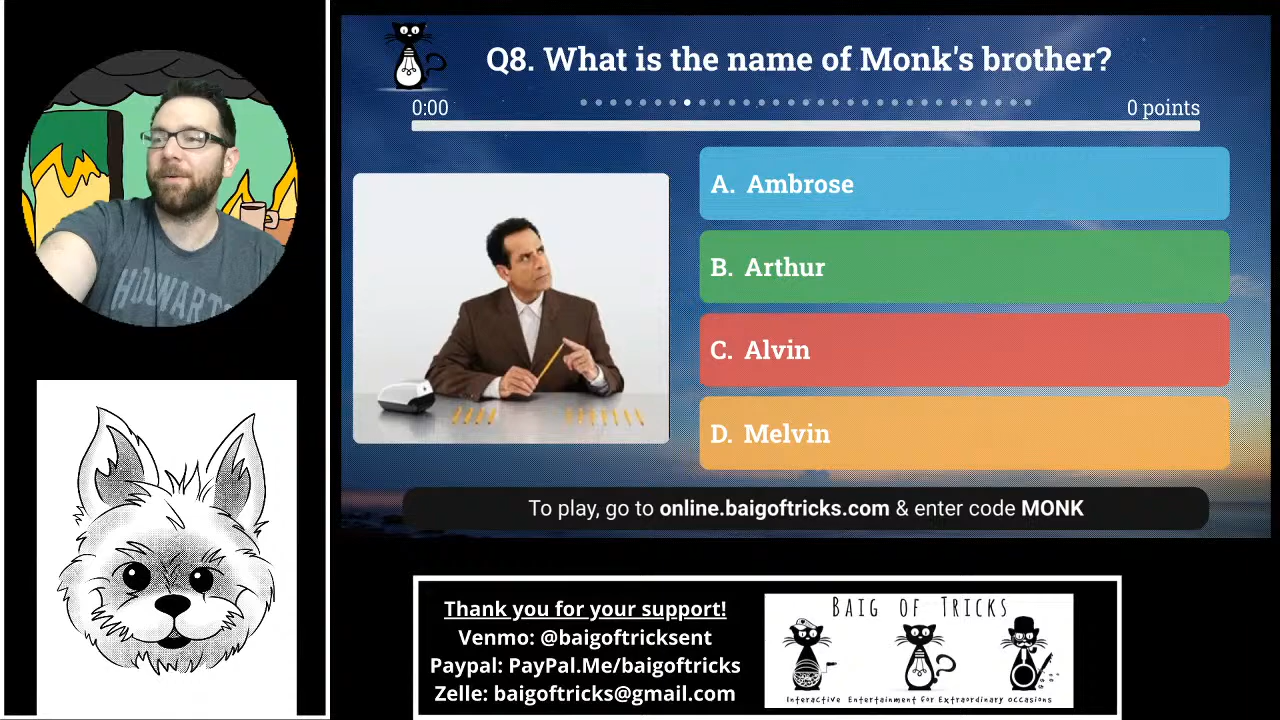 HOGWARTS
Q8. What is the name of Monk's brother?
0:00
0 points
A. Ambrose
B. Arthur
C. Alvin
D. Melvin
To play, go to online.baigoftricks.com & enter code MONK
Thank you for your support!
Venmo: @baigoftricksent
Paypal: PayPal.Me/baigoftricks
Zelle: baigoftricks@gmail.com
BAIG OF TRICKS
Interactive Entertainment for Extraordinary occasions